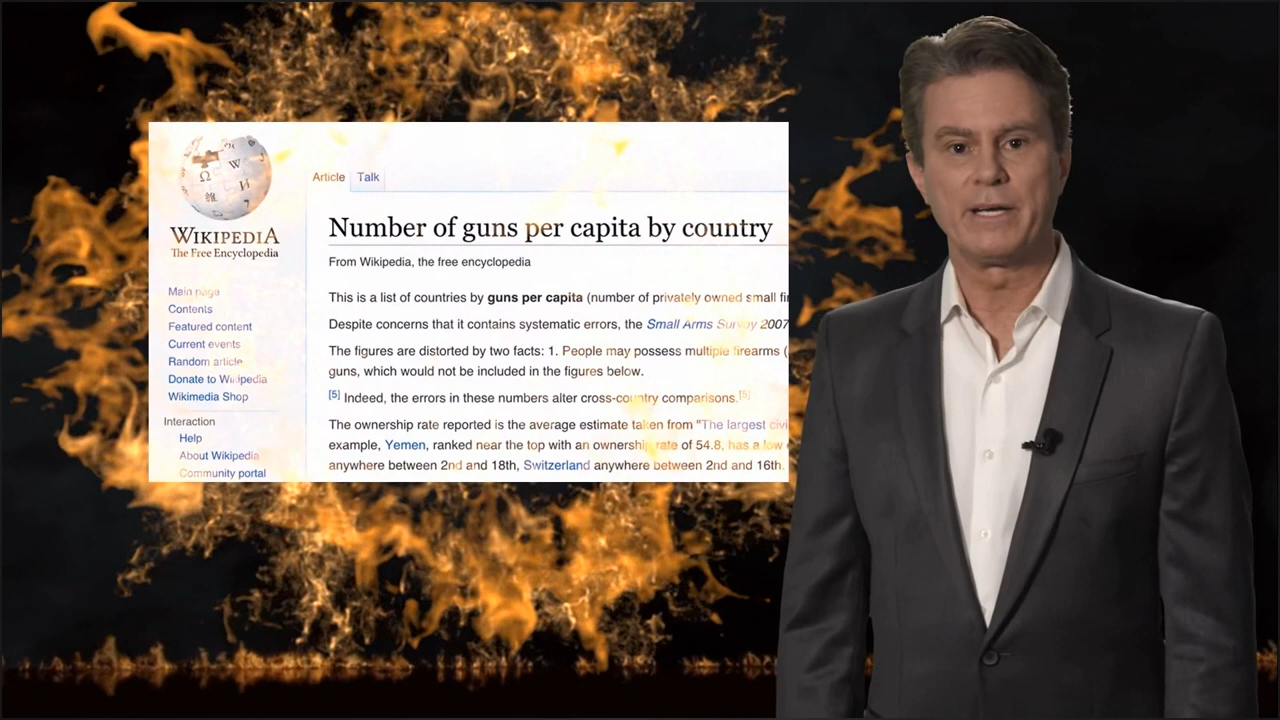 Ω W И
WIKIPEDIA
The Free Encyclopedia
Main page
Contents
Featured content
Current events
Random article
Donate to Wikipedia
Wikimedia Shop
Interaction
Help
About Wikipedia
Community portal
Article Talk
Number of guns per capita by country
From Wikipedia, the free encyclopedia
This is a list of countries by guns per capita (number of privately owned small
Despite concerns that it contains systematic errors, the Small Arms Survey 2007
The figures are distorted by two facts: 1. People may possess multiple firearms (
guns, which would not be included in the figures below.
[5] Indeed, the errors in these numbers alter cross-country comparisons.[5]
The ownership rate reported is the average estimate taken from "The largest
example, Yemen, ranked near the top with an ownership rate of 54.8, has a low
anywhere between 2nd and 18th, Switzerland anywhere between 2nd and 16th.